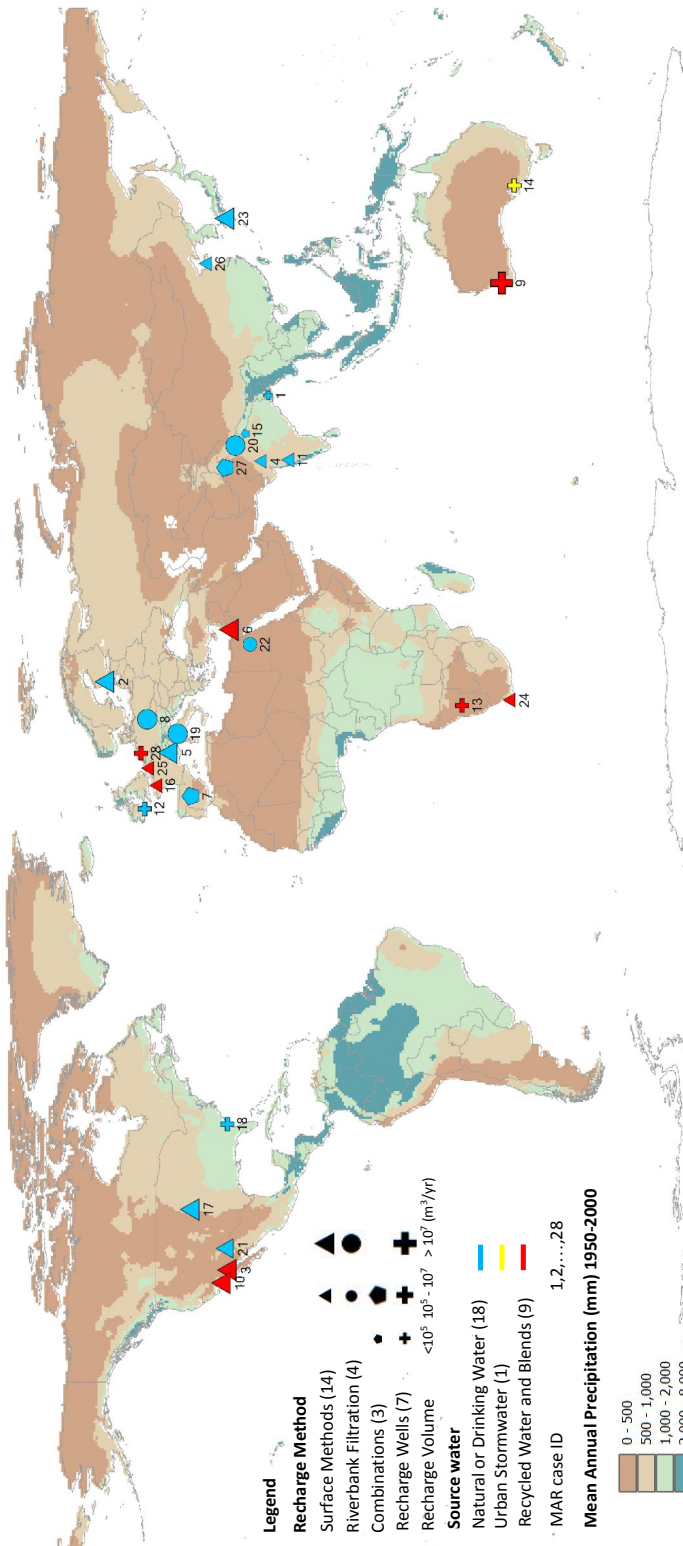 Legend
Recharge Method
Surface Methods (14)
Riverbank Filtration (4)
Combinations (3)
Recharge Wells (7)
Recharge Volume <10⁵ 10⁵ - 10⁷ > 10⁷ (m³/yr)
Source water
Natural or Drinking Water (18)
Urban Stormwater (1)
Recycled Water and Blends (9)
MAR case ID 1,2,…,28
Mean Annual Precipitation (mm) 1950-2000
0 - 500
500 - 1,000
1,000 - 2,000
10
3
21
17
18
12
16
25
28
7
5
19
8
2
6
22
13
24
27
20
15
4
11
1
26
23
9
14